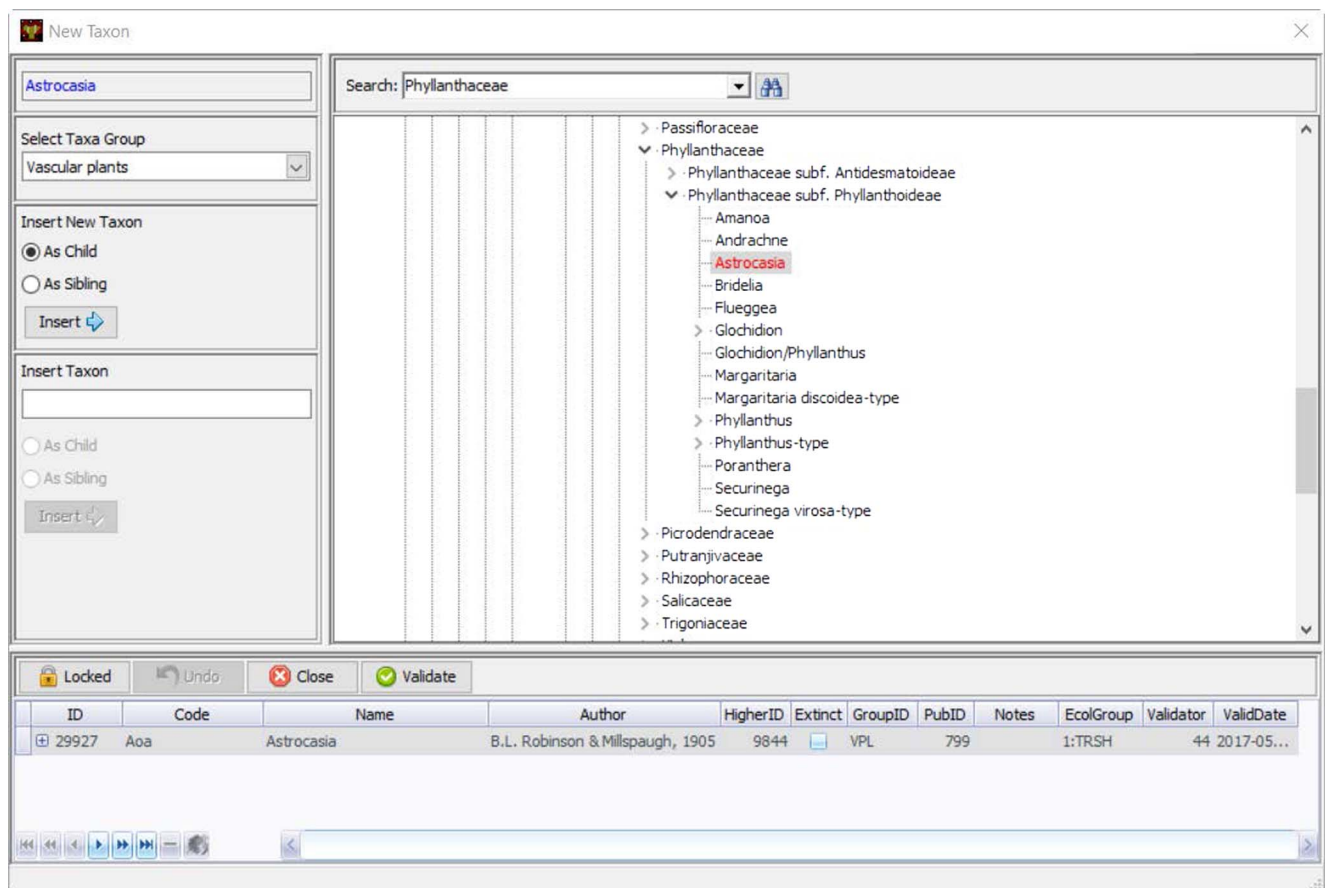 New Taxon
Astrocasia
Select Taxa Group
Vascular plants
Insert New Taxon
As Child
As Sibling
Insert
Insert Taxon
As Child
As Sibling
Insert
Search: Phyllanthaceae
Passifloraceae
Phyllanthaceae
Phyllanthaceae subf. Antidesmatoideae
Phyllanthaceae subf. Phyllanthoideae
Amanoa
Andrachne
Astrocasia
Bridelia
Flueggea
Glochidion
Glochidion/Phyllanthus
Margaritaria
Margaritaria discoidea-type
Phyllanthus
Phyllanthus-type
Poranthera
Securinega
Securinega virosa-type
Picrodendraceae
Putranjivaceae
Rhizophoraceae
Salicaceae
Trigoniaceae
Locked Undo Close Validate
ID Code Name Author HigherID Extinct GroupID PubID Notes EcolGroup Validator ValidDate
29927 Aoa Astrocasia B.L. Robinson & Millspaugh, 1905 9844 VPL 799 1:TRSH 44 2017-05...